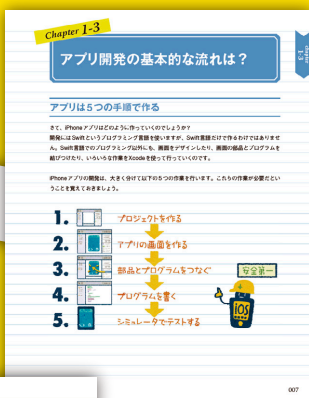 Chapter 1-3
アプリ開発の基本的な流れは？
chapter
1-3
アプリは5つの手順で作る
さて、iPhoneアプリはどのように作っていくのでしょうか？
開発にはSwiftというプログラミング言語を使いますが、Swift言語だけで作るわけではありませ
ん。Swift言語でのプログラミング以外にも、画面をデザインしたり、画面の部品とプログラムを
結びつけたり、いろいろな作業をXcodeを使って行っていくのです。
iPhoneアプリの開発は、大きく分けて以下の5つの作業を行います。これらの作業が必要だとい
うことを覚えておきましょう。
1. プロジェクトを作る
2. アプリの画面を作る
3. 部品とプログラムをつなぐ
安全第一
4. プログラムを書く
iOS
5. シミュレータでテストする
007